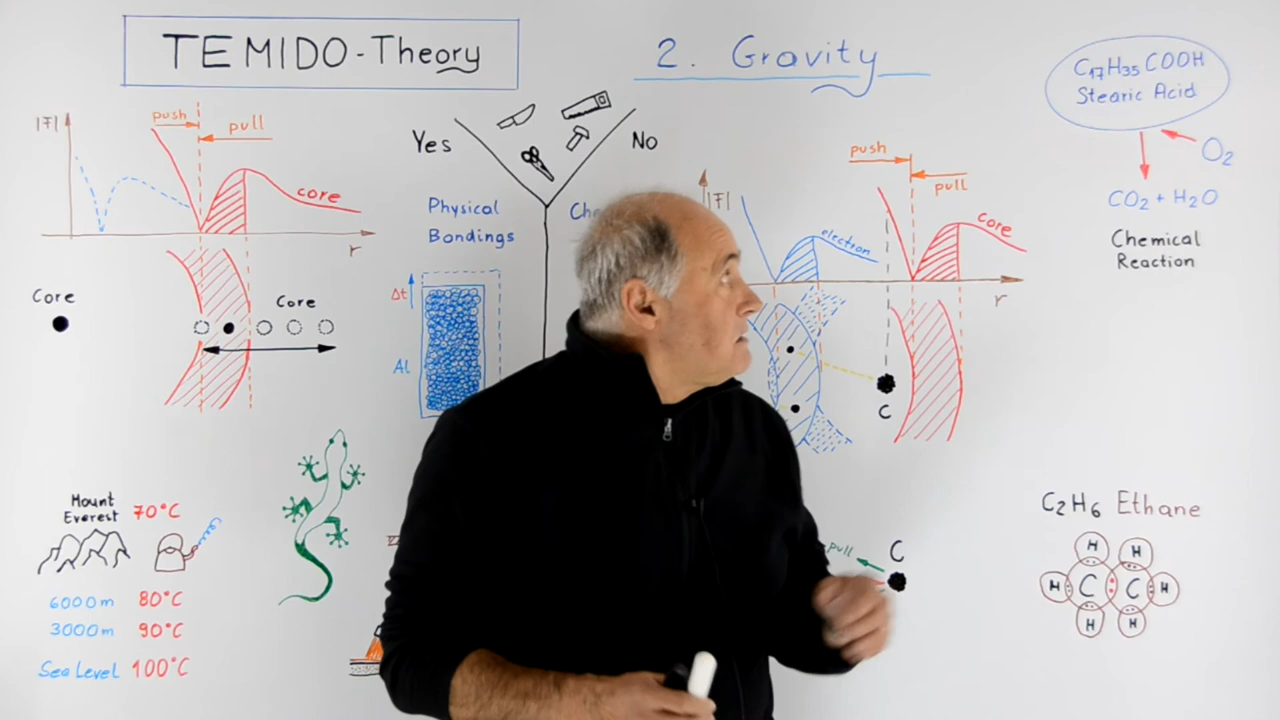 TEMIDO-Theory
2. Gravity
C17H35COOH
Stearic Acid
O2
CO2 + H2O
Chemical
Reaction
|F|
push
pull
core
r
Core
Core
Yes
No
Physical
Bondings
Δt
Al
|F|
electron
push
pull
core
r
C
Mount
Everest 70°C
6000m 80°C
3000m 90°C
Sea Level 100°C
pull
C
C2H6 Ethane
H H
H C C H
H H